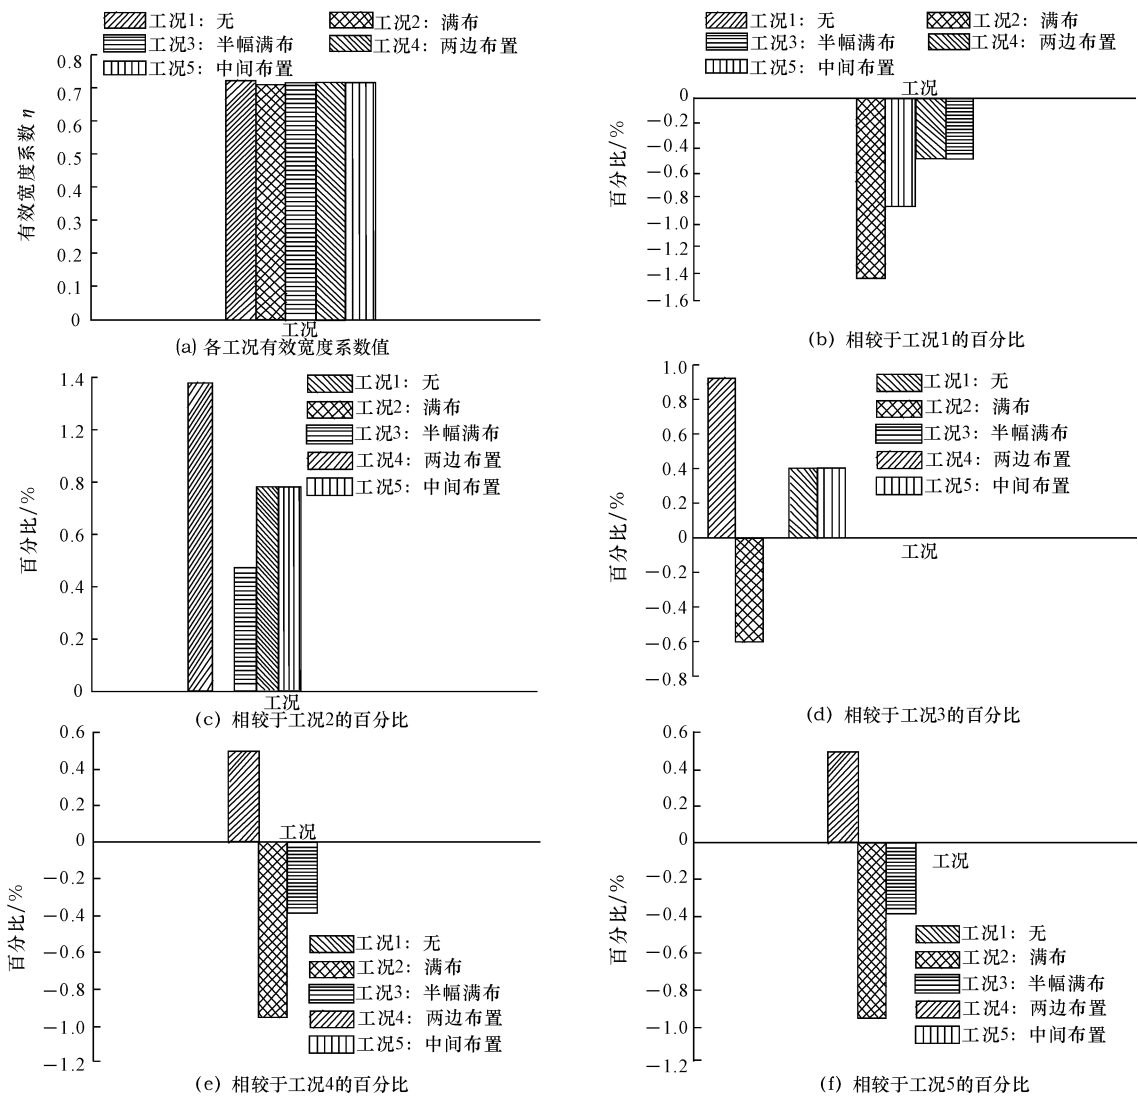 工况1: 无
工况2: 满布
工况3: 半幅满布
工况4: 两边布置
工况5: 中间布置
有效宽度系数η
0.8
0.7
0.6
0.5
0.4
0.3
0.2
0.1
0
工况
(a) 各工况有效宽度系数值
工况1: 无
工况2: 满布
工况3: 半幅满布
工况4: 两边布置
工况5: 中间布置
工况
百分比/%
0
−0.2
−0.4
−0.6
−0.8
−1.0
−1.2
−1.4
−1.6
(b) 相较于工况1的百分比
工况1: 无
工况2: 满布
工况3: 半幅满布
工况4: 两边布置
工况5: 中间布置
百分比/%
1.4
1.2
0.8
0.6
0.4
0.2
0
工况
(c) 相较于工况2的百分比
工况1: 无
工况2: 满布
工况3: 半幅满布
工况4: 两边布置
工况5: 中间布置
百分比/%
1.0
0.8
0.6
0.4
0.2
0
−0.2
−0.4
−0.6
−0.8
工况
(d) 相较于工况3的百分比
百分比/%
0.6
0.4
0.2
0
−0.2
−0.4
−0.6
−0.8
−1.0
−1.2
工况
工况1: 无
工况2: 满布
工况3: 半幅满布
工况4: 两边布置
工况5: 中间布置
(e) 相较于工况4的百分比
百分比/%
0.6
0.4
0.2
0
−0.2
−0.4
−0.6
−0.8
−1.0
−1.2
工况
工况1: 无
工况2: 满布
工况3: 半幅满布
工况4: 两边布置
工况5: 中间布置
(f) 相较于工况5的百分比